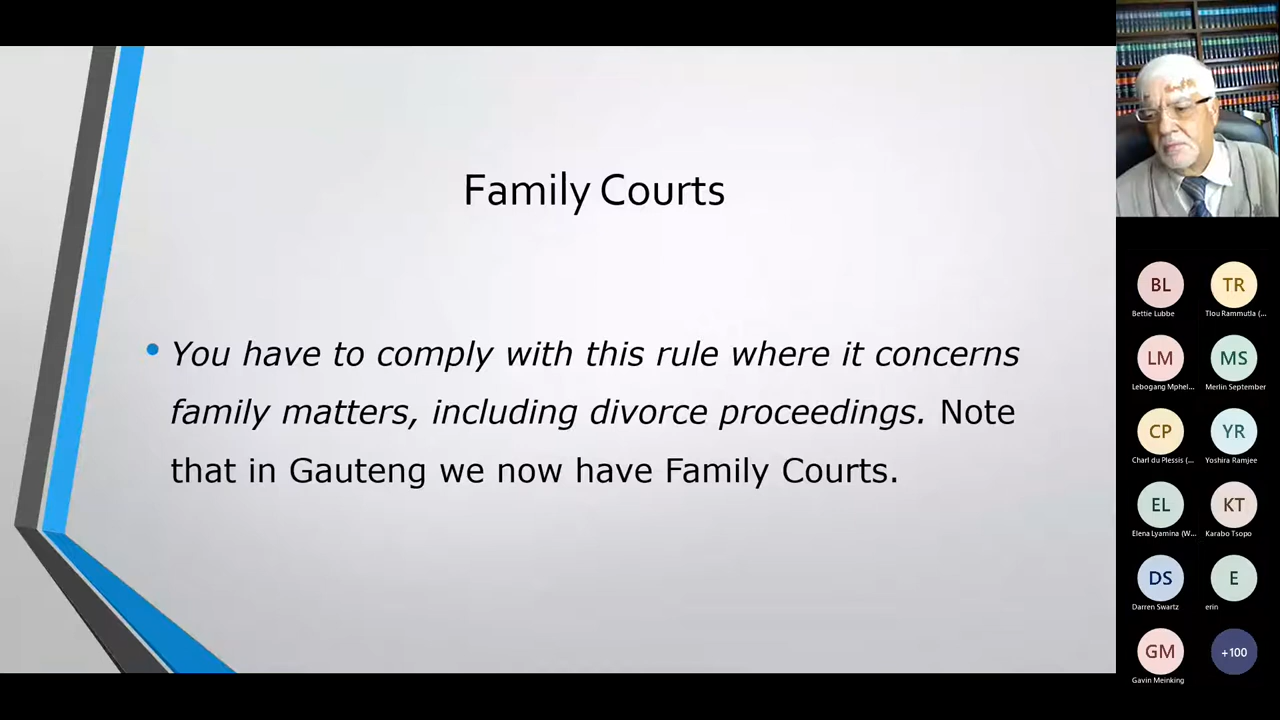 Family Courts
You have to comply with this rule where it concerns
family matters, including divorce proceedings. Note
that in Gauteng we now have Family Courts.
BL
TR
Bettie Lubbe
Tlou Rammutla (...
LM
MS
Lebogang Mphel...
Merlin September
CP
YR
Charl du Plessis (...
Yoshira Ramjee
EL
KT
Elena Lyamina (W...
Karabo Tsopo
DS
E
Darren Swartz
erin
GM
+100
Gavin Meinking